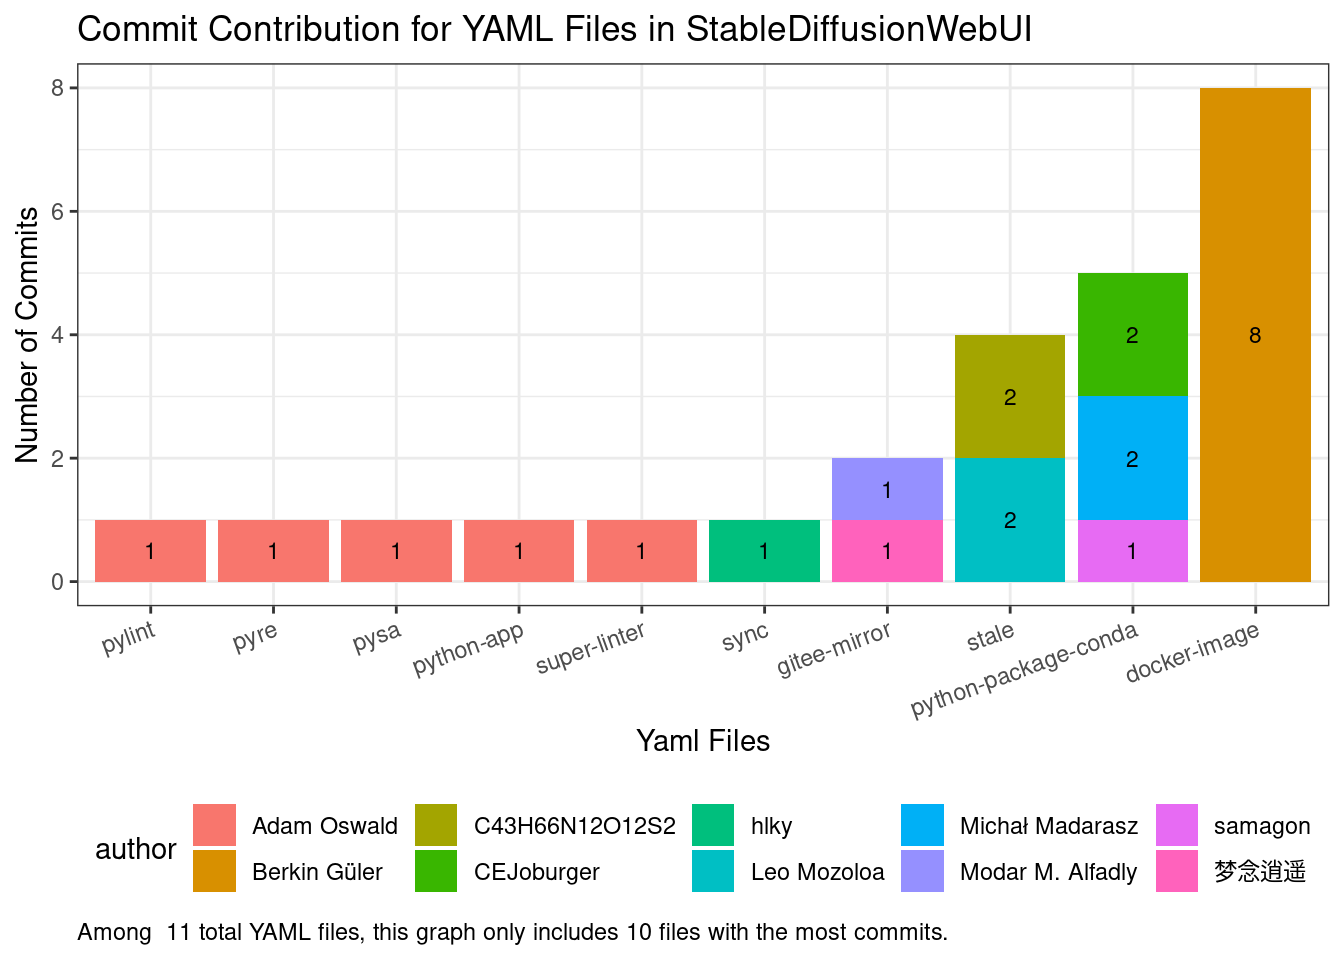 Commit Contribution for YAML Files in StableDiffusionWebUI
Number of Commits
8
6
4
2
0
1
1
1
1
1
1
1
1
2
2
2
2
1
8
pylint
pyre
pysa
python-app
super-linter
sync
gitee-mirror
stale
python-package-conda
docker-image
Yaml Files
author
Adam Oswald
C43H66N12O12S2
hlky
Michał Madarasz
samagon
Berkin Güler
CEJoburger
Leo Mozoloa
Modar M. Alfadly
梦念逍遥
Among  11 total YAML files, this graph only includes 10 files with the most commits.